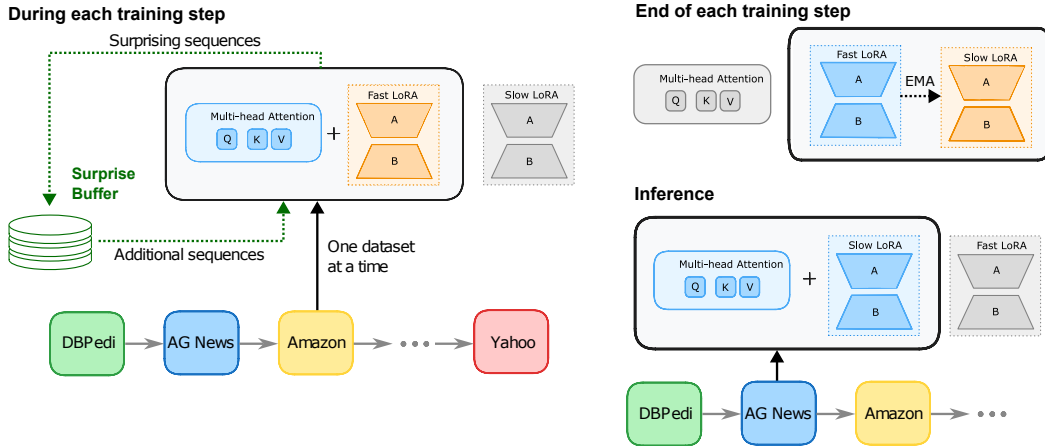 During each training step
Surprising sequences
Fast LoRA
Slow LoRA
Multi-head Attention
Q K V
+
A
B
A
B
Surprise
Buffer
Additional sequences
One dataset
at a time
DBPedi
AG News
Amazon
Yahoo
End of each training step
Multi-head Attention
Q K V
Fast LoRA
A
B
EMA
Slow LoRA
A
B
Inference
Multi-head Attention
Q K V
+
Slow LoRA
A
B
Fast LoRA
A
B
DBPedi
AG News
Amazon